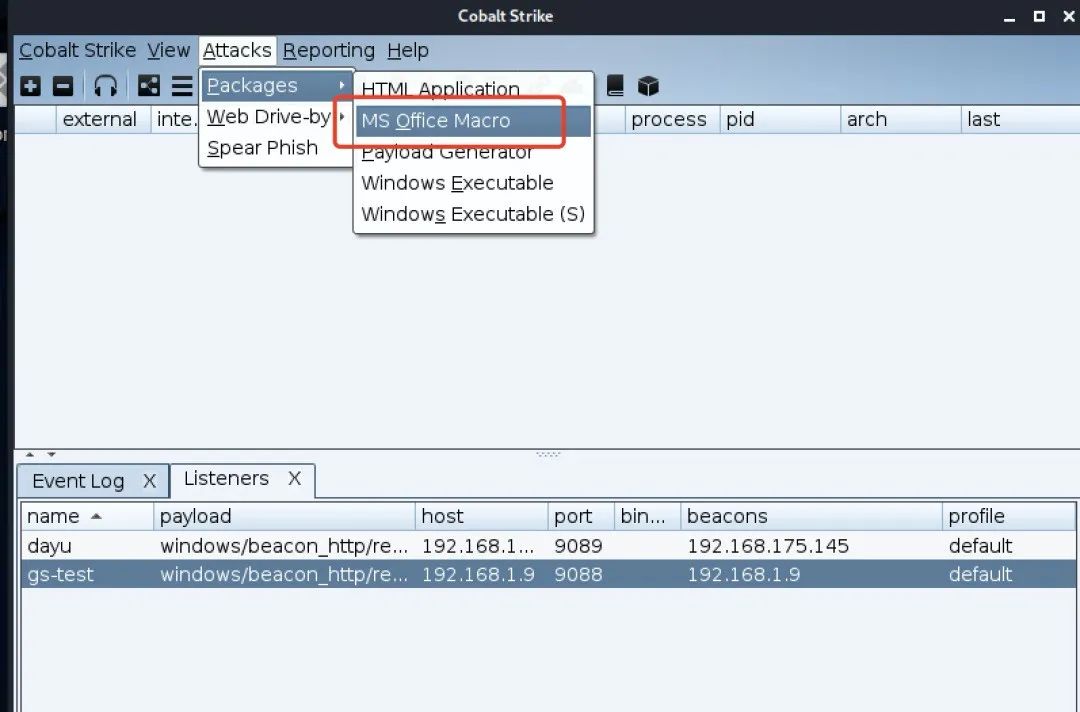 Cobalt Strike
Cobalt Strike View Attacks Reporting Help
Packages
HTML Application
external inte.
Web Drive-by
MS Office Macro
process pid arch last
Spear Phish
Payload Generator
Windows Executable
Windows Executable (S)
Event Log X Listeners X
name payload host port bin... beacons profile
dayu windows/beacon_http/re... 192.168.1... 9089 192.168.175.145 default
gs-test windows/beacon_http/re... 192.168.1.9 9088 192.168.1.9 default